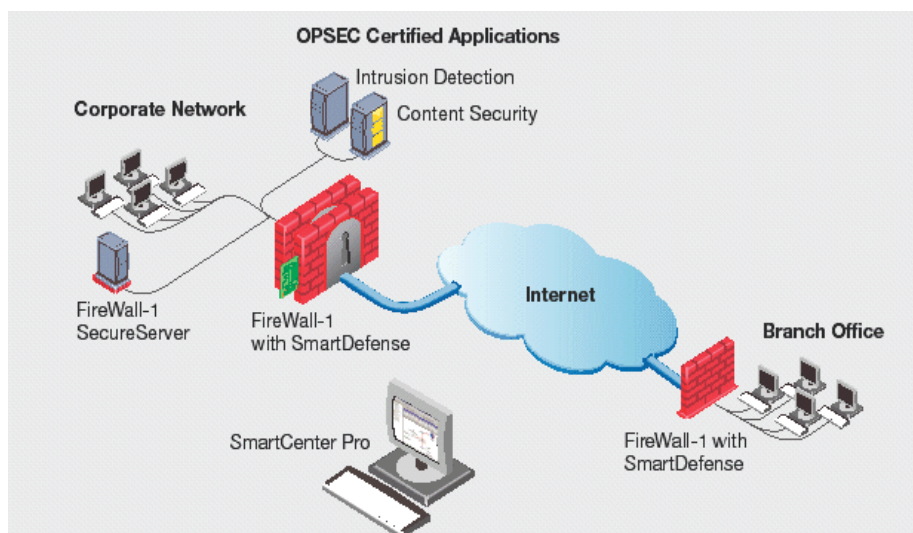 OPSEC Certified Applications
Intrusion Detection
Content Security
Corporate Network
FireWall-1
SecureServer
FireWall-1
with SmartDefense
Internet
Branch Office
FireWall-1 with
SmartDefense
SmartCenter Pro